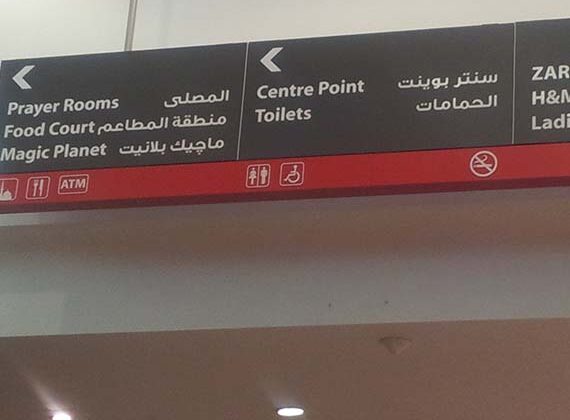 Prayer Rooms المصلى
Food Court منطقة المطاعم
Magic Planet ماجيك بلانيت
ATM
Centre Point سنتر بوينت
Toilets الحمامات
ZAR
H&M
Ladi